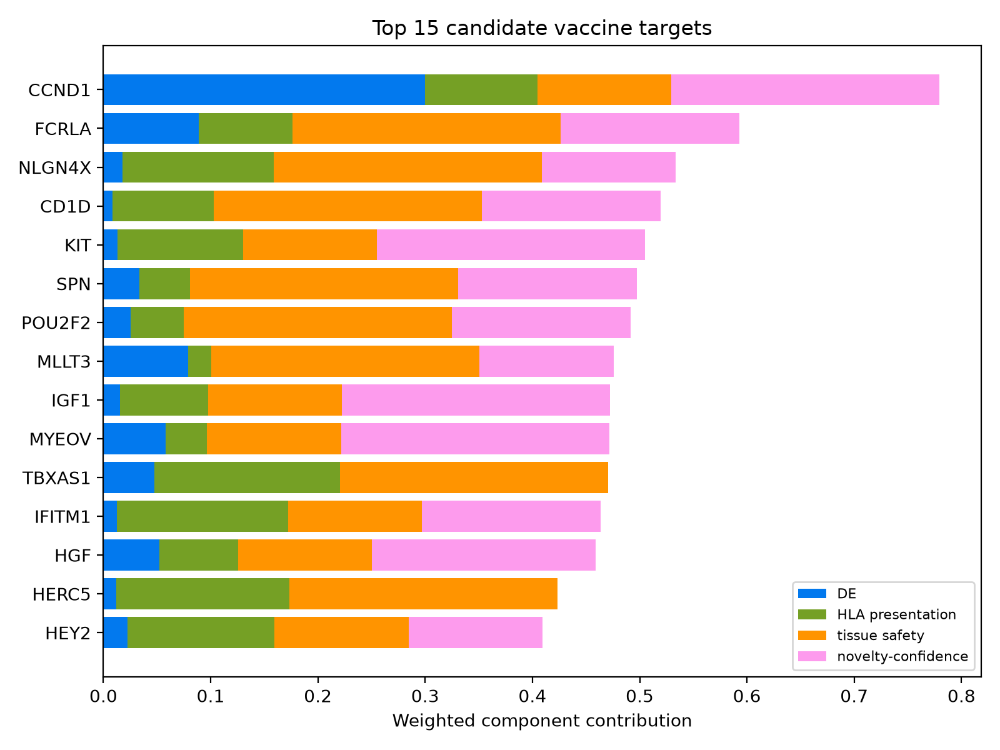 Top 15 candidate vaccine targets
CCND1
FCRLA
NLGN4X
CD1D
KIT
SPN
POU2F2
MLLT3
IGF1
MYEOV
TBXAS1
IFITM1
HGF
HERC5
HEY2
DE
HLA presentation
tissue safety
novelty-confidence
0.0 0.1 0.2 0.3 0.4 0.5 0.6 0.7 0.8
Weighted component contribution